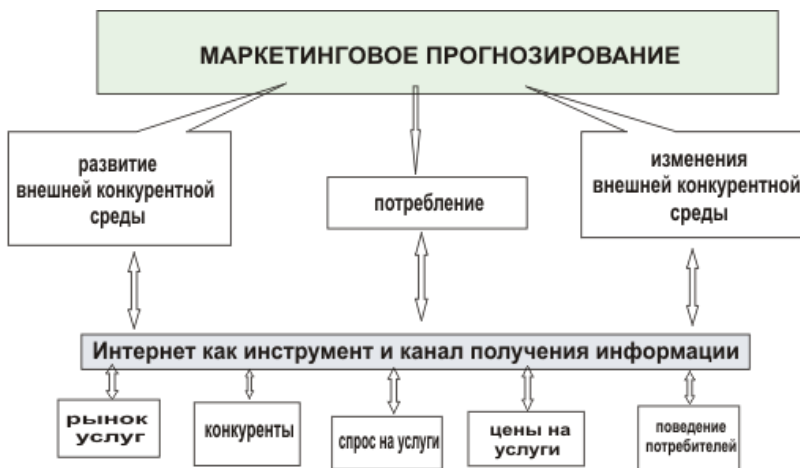 МАРКЕТИНГОВОЕ ПРОГНОЗИРОВАНИЕ
развитие
внешней конкурентной
среды
потребление
изменения
внешней конкурентной
среды
Интернет как инструмент и канал получения информации
рынок
услуг
конкуренты
спрос на услуги
цены на
услуги
поведение
потребителей